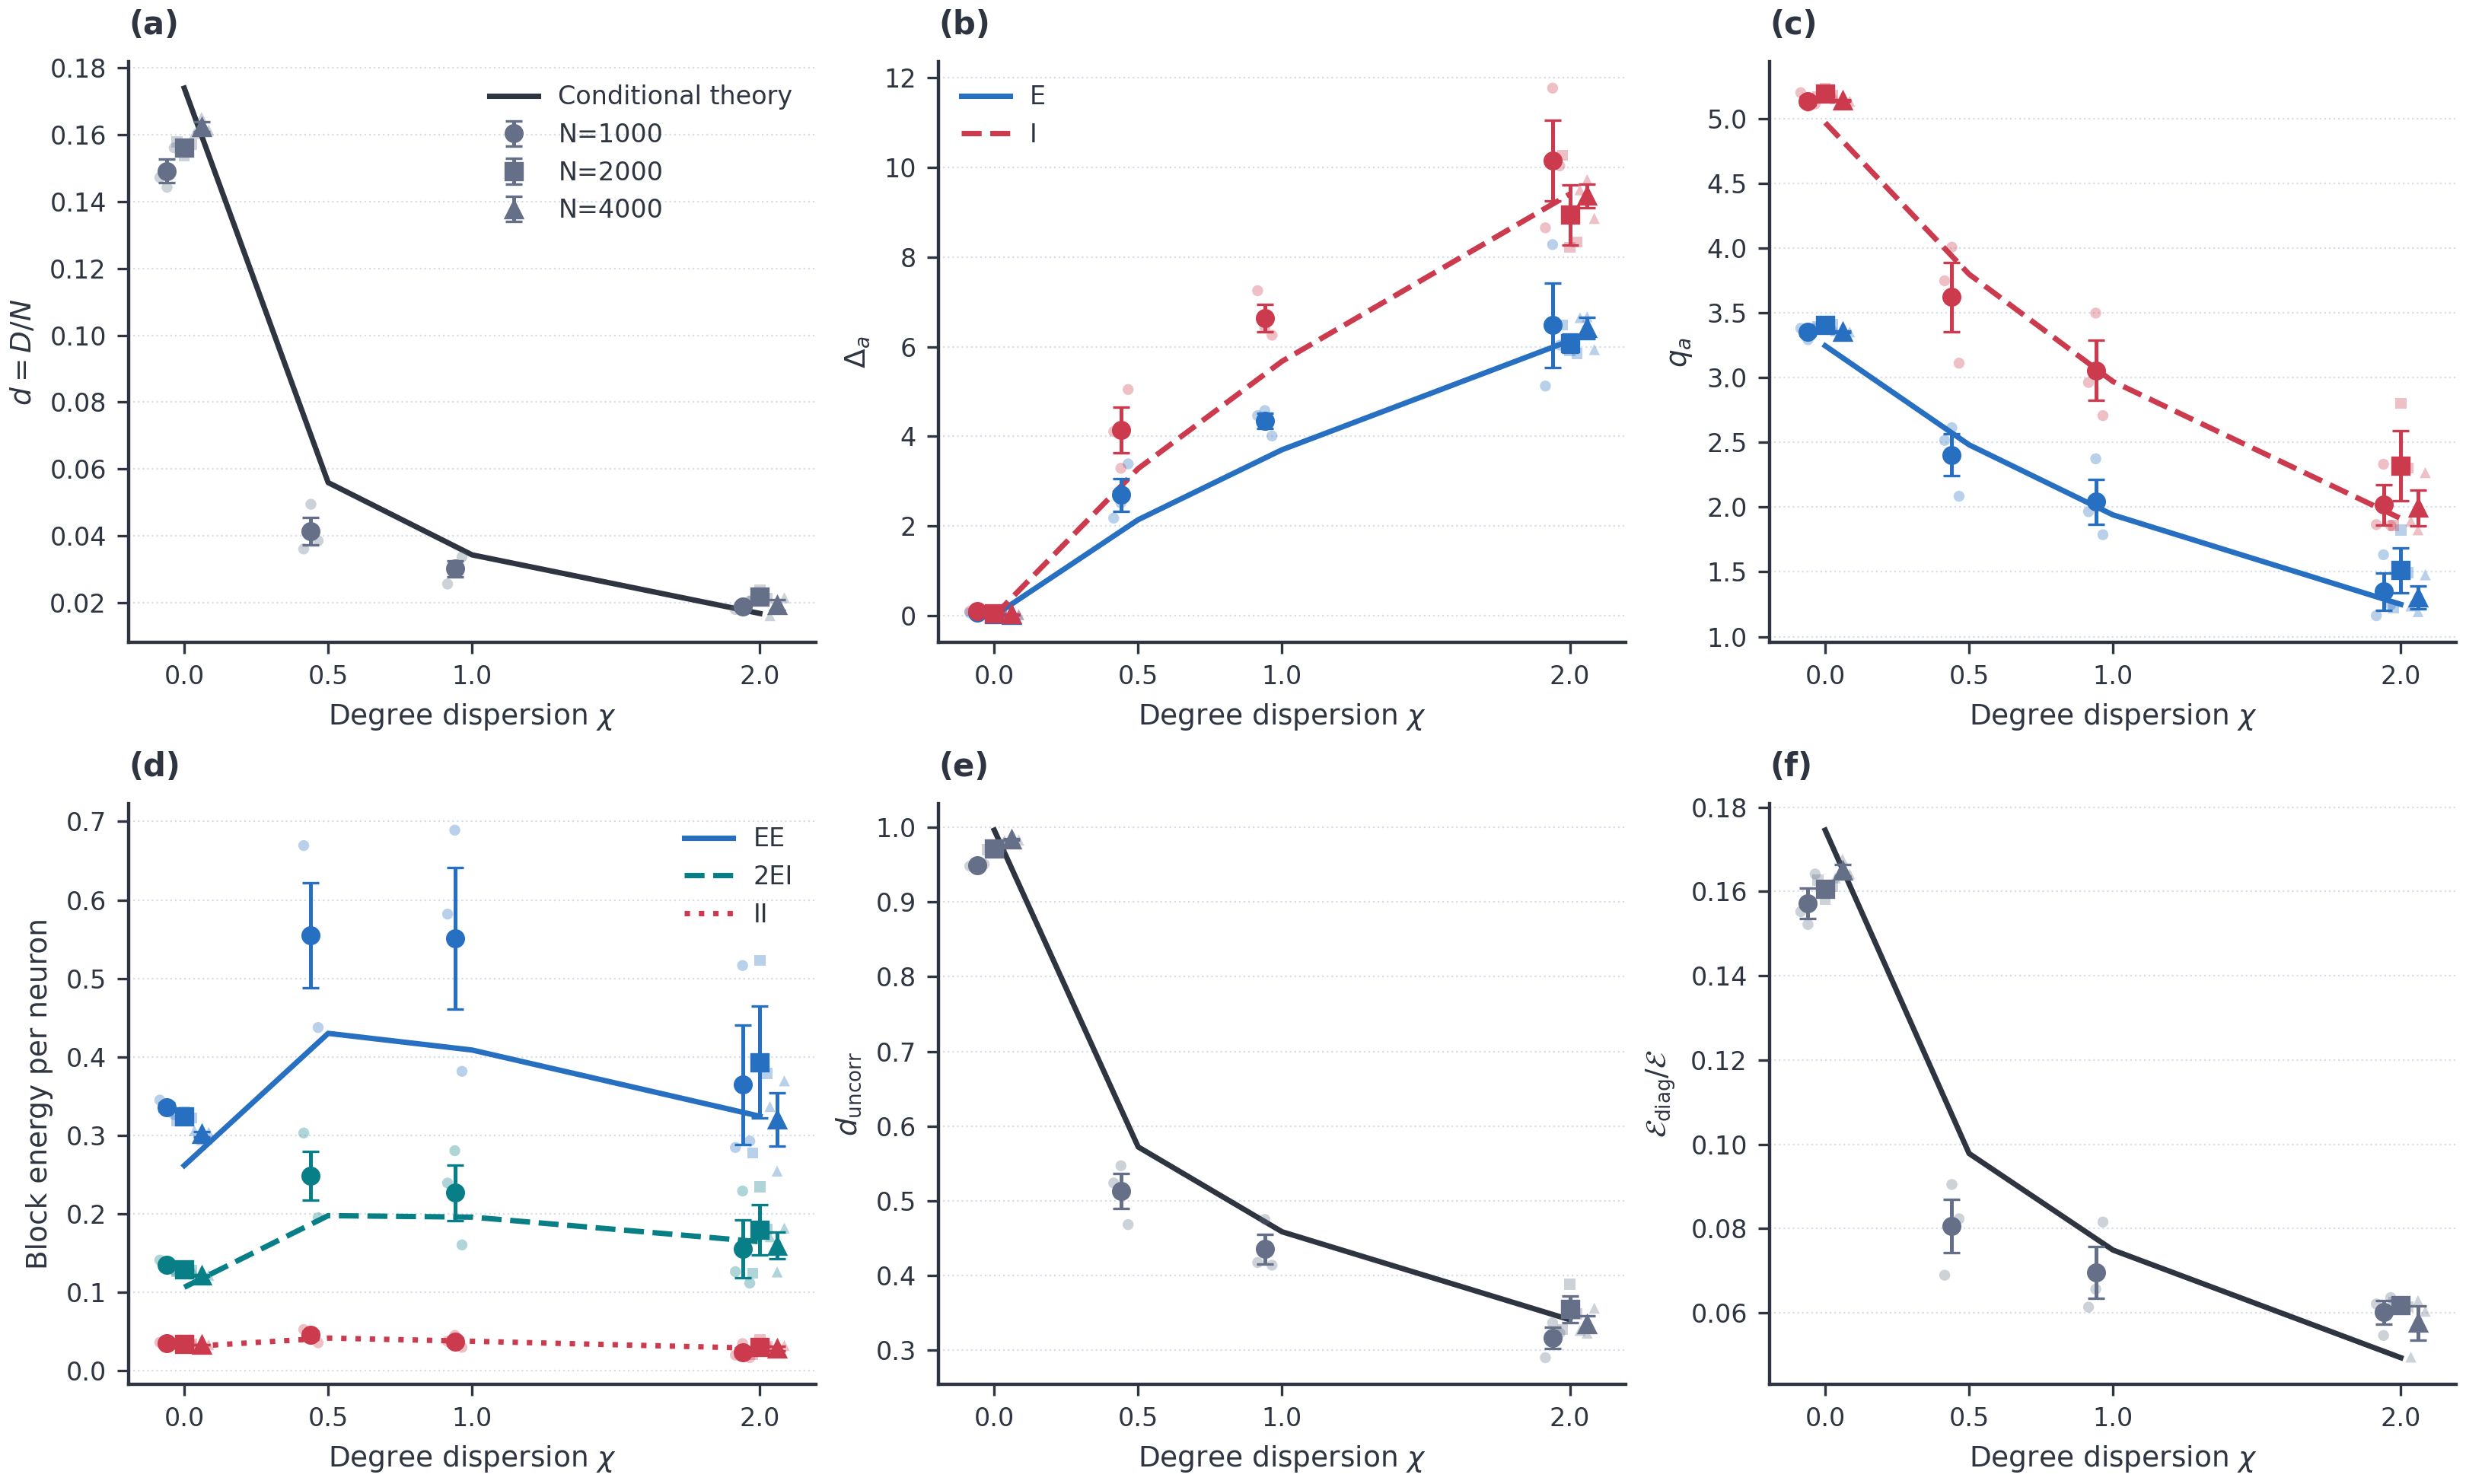 (a)
0.18
0.16
0.14
0.12
0.10
0.08
0.06
0.04
0.02
d = D/N
Conditional theory
N=1000
N=2000
N=4000
0.0 0.5 1.0 2.0
Degree dispersion χ
(b)
12
10
8
6
4
2
0
Δₐ
E
I
0.0 0.5 1.0 2.0
Degree dispersion χ
(c)
5.0
4.5
4.0
3.5
3.0
2.5
2.0
1.5
1.0
qₐ
0.0 0.5 1.0 2.0
Degree dispersion χ
(d)
0.7
0.6
0.5
0.4
0.3
0.2
0.1
0.0
Block energy per neuron
EE
2EI
II
0.0 0.5 1.0 2.0
Degree dispersion χ
(e)
1.0
0.9
0.8
0.7
0.6
0.5
0.4
0.3
d_uncorr
0.0 0.5 1.0 2.0
Degree dispersion χ
(f)
0.18
0.16
0.14
0.12
0.10
0.08
0.06
ℰ_diag/ℰ
0.0 0.5 1.0 2.0
Degree dispersion χ